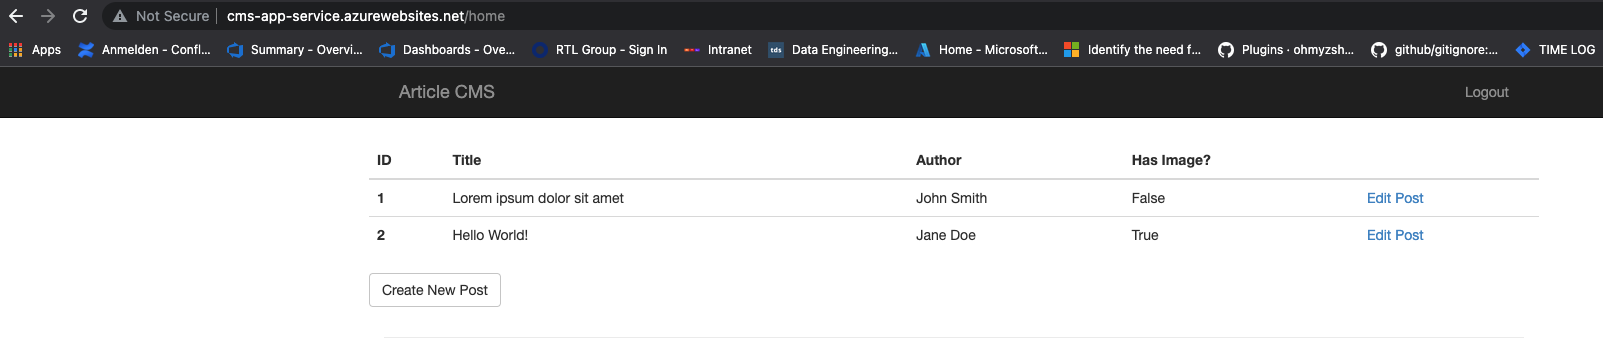 Not Secure | cms-app-service.azurewebsites.net/home
Apps Anmelden - Confl... Summary - Overvi... Dashboards - Ove... RTL Group - Sign In Intranet tds Data Engineering... Home - Microsoft... Identify the need f... Plugins · ohmyzsh... github/gitignore:... TIME LOG
Article CMS Logout
ID Title Author Has Image?
1 Lorem ipsum dolor sit amet John Smith False Edit Post
2 Hello World! Jane Doe True Edit Post
Create New Post